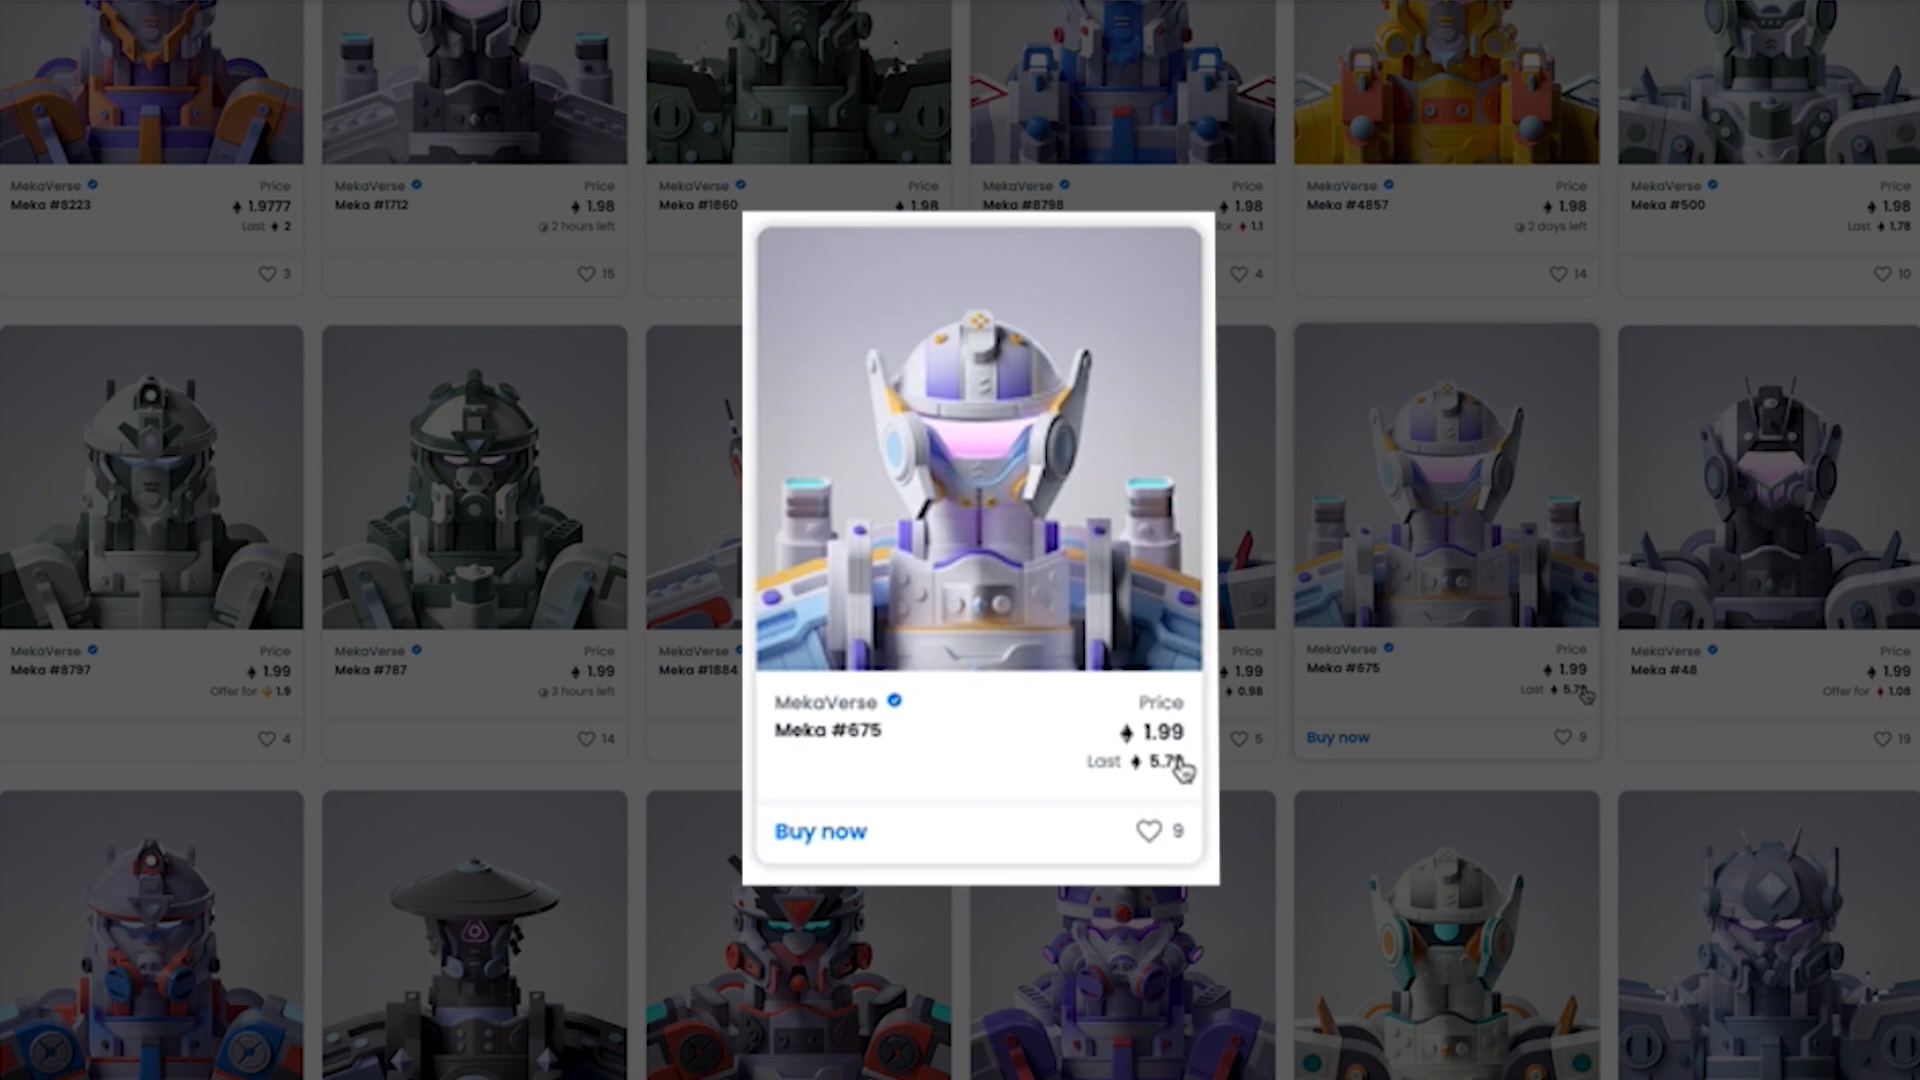 MekaVerse Price
Meka #8223 1.9777
Last 2
3
MekaVerse Price
Meka #1712 1.98
2 hours left
15
MekaVerse Price
Meka #1860 1.98
MekaVerse Price
Meka #8798 1.98
for 1.1
4
MekaVerse Price
Meka #4857 1.98
2 days left
14
MekaVerse Price
Meka #500 1.98
Last 1.78
10
MekaVerse Price
Meka #8797 1.99
Offer for 1.9
4
MekaVerse Price
Meka #787 1.99
3 hours left
14
MekaVerse
Meka #1884
MekaVerse Price
Meka #675 1.99
Last
Buy now 9
Price
1.99
0.98
5
MekaVerse Price
Meka #675 1.99
Last
Buy now 9
MekaVerse Price
Meka #48 1.99
Offer for 1.08
19